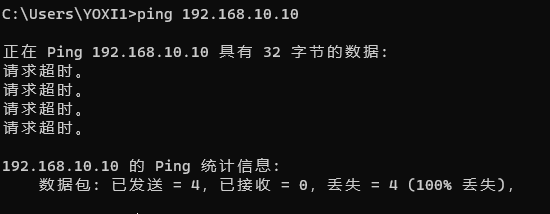 C:\Users\YOXI1>ping 192.168.10.10
正在 Ping 192.168.10.10 具有 32 字节的数据:
请求超时。
请求超时。
请求超时。
请求超时。
192.168.10.10 的 Ping 统计信息:
数据包: 已发送 = 4，已接收 = 0，丢失 = 4 (100% 丢失)，